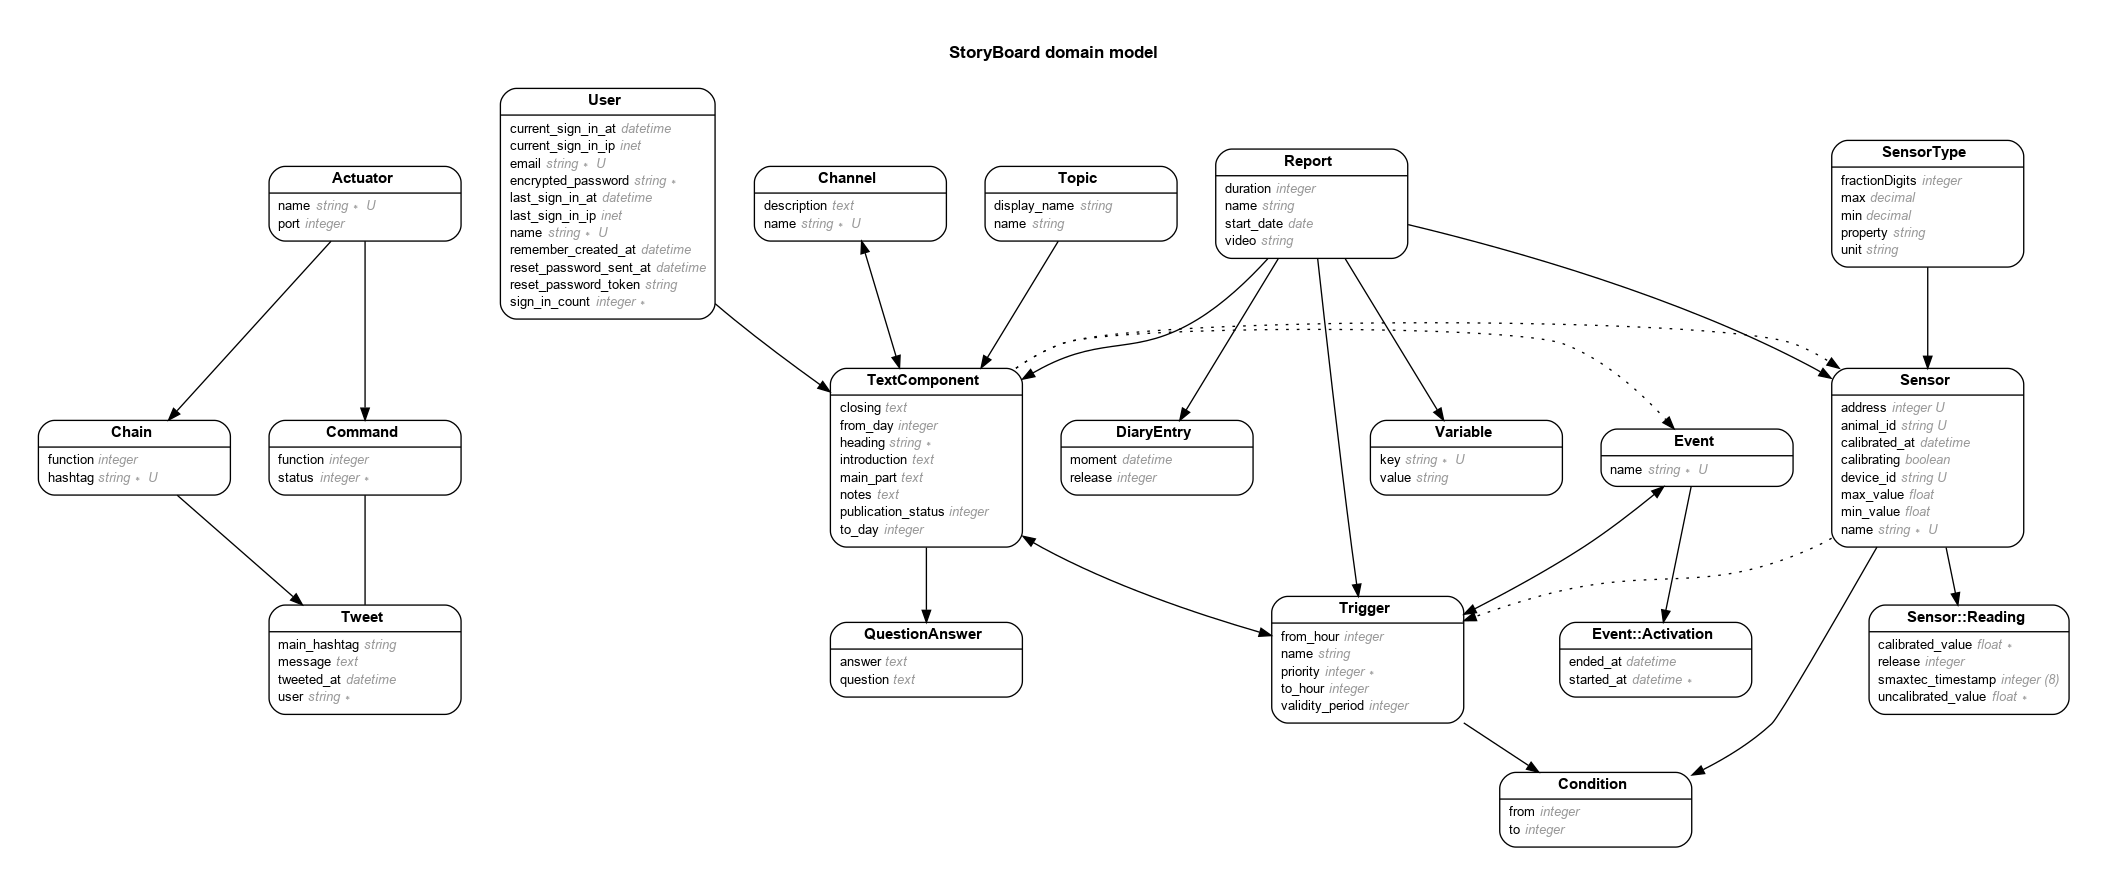 StoryBoard domain model
User
current_sign_in_at datetime
current_sign_in_ip inet
email string • U
encrypted_password string •
last_sign_in_at datetime
last_sign_in_ip inet
name string • U
remember_created_at datetime
reset_password_sent_at datetime
reset_password_token string
sign_in_count integer •
Actuator
name string • U
port integer
Channel
description text
name string • U
Topic
display_name string
name string
Report
duration integer
name string
start_date date
video string
SensorType
fractionDigits integer
max decimal
min decimal
property string
unit string
Chain
function integer
hashtag string • U
Command
function integer
status integer •
TextComponent
closing text
from_day integer
heading string •
introduction text
main_part text
notes text
publication_status integer
to_day integer
DiaryEntry
moment datetime
release integer
Variable
key string • U
value string
Event
name string • U
Sensor
address integer U
animal_id string U
calibrated_at datetime
calibrating boolean
device_id string U
max_value float
min_value float
name string • U
Tweet
main_hashtag string
message text
tweeted_at datetime
user string •
QuestionAnswer
answer text
question text
Trigger
from_hour integer
name string
priority integer •
to_hour integer
validity_period integer
Event::Activation
ended_at datetime
started_at datetime •
Sensor::Reading
calibrated_value float •
release integer
smaxtec_timestamp integer (8)
uncalibrated_value float •
Condition
from integer
to integer